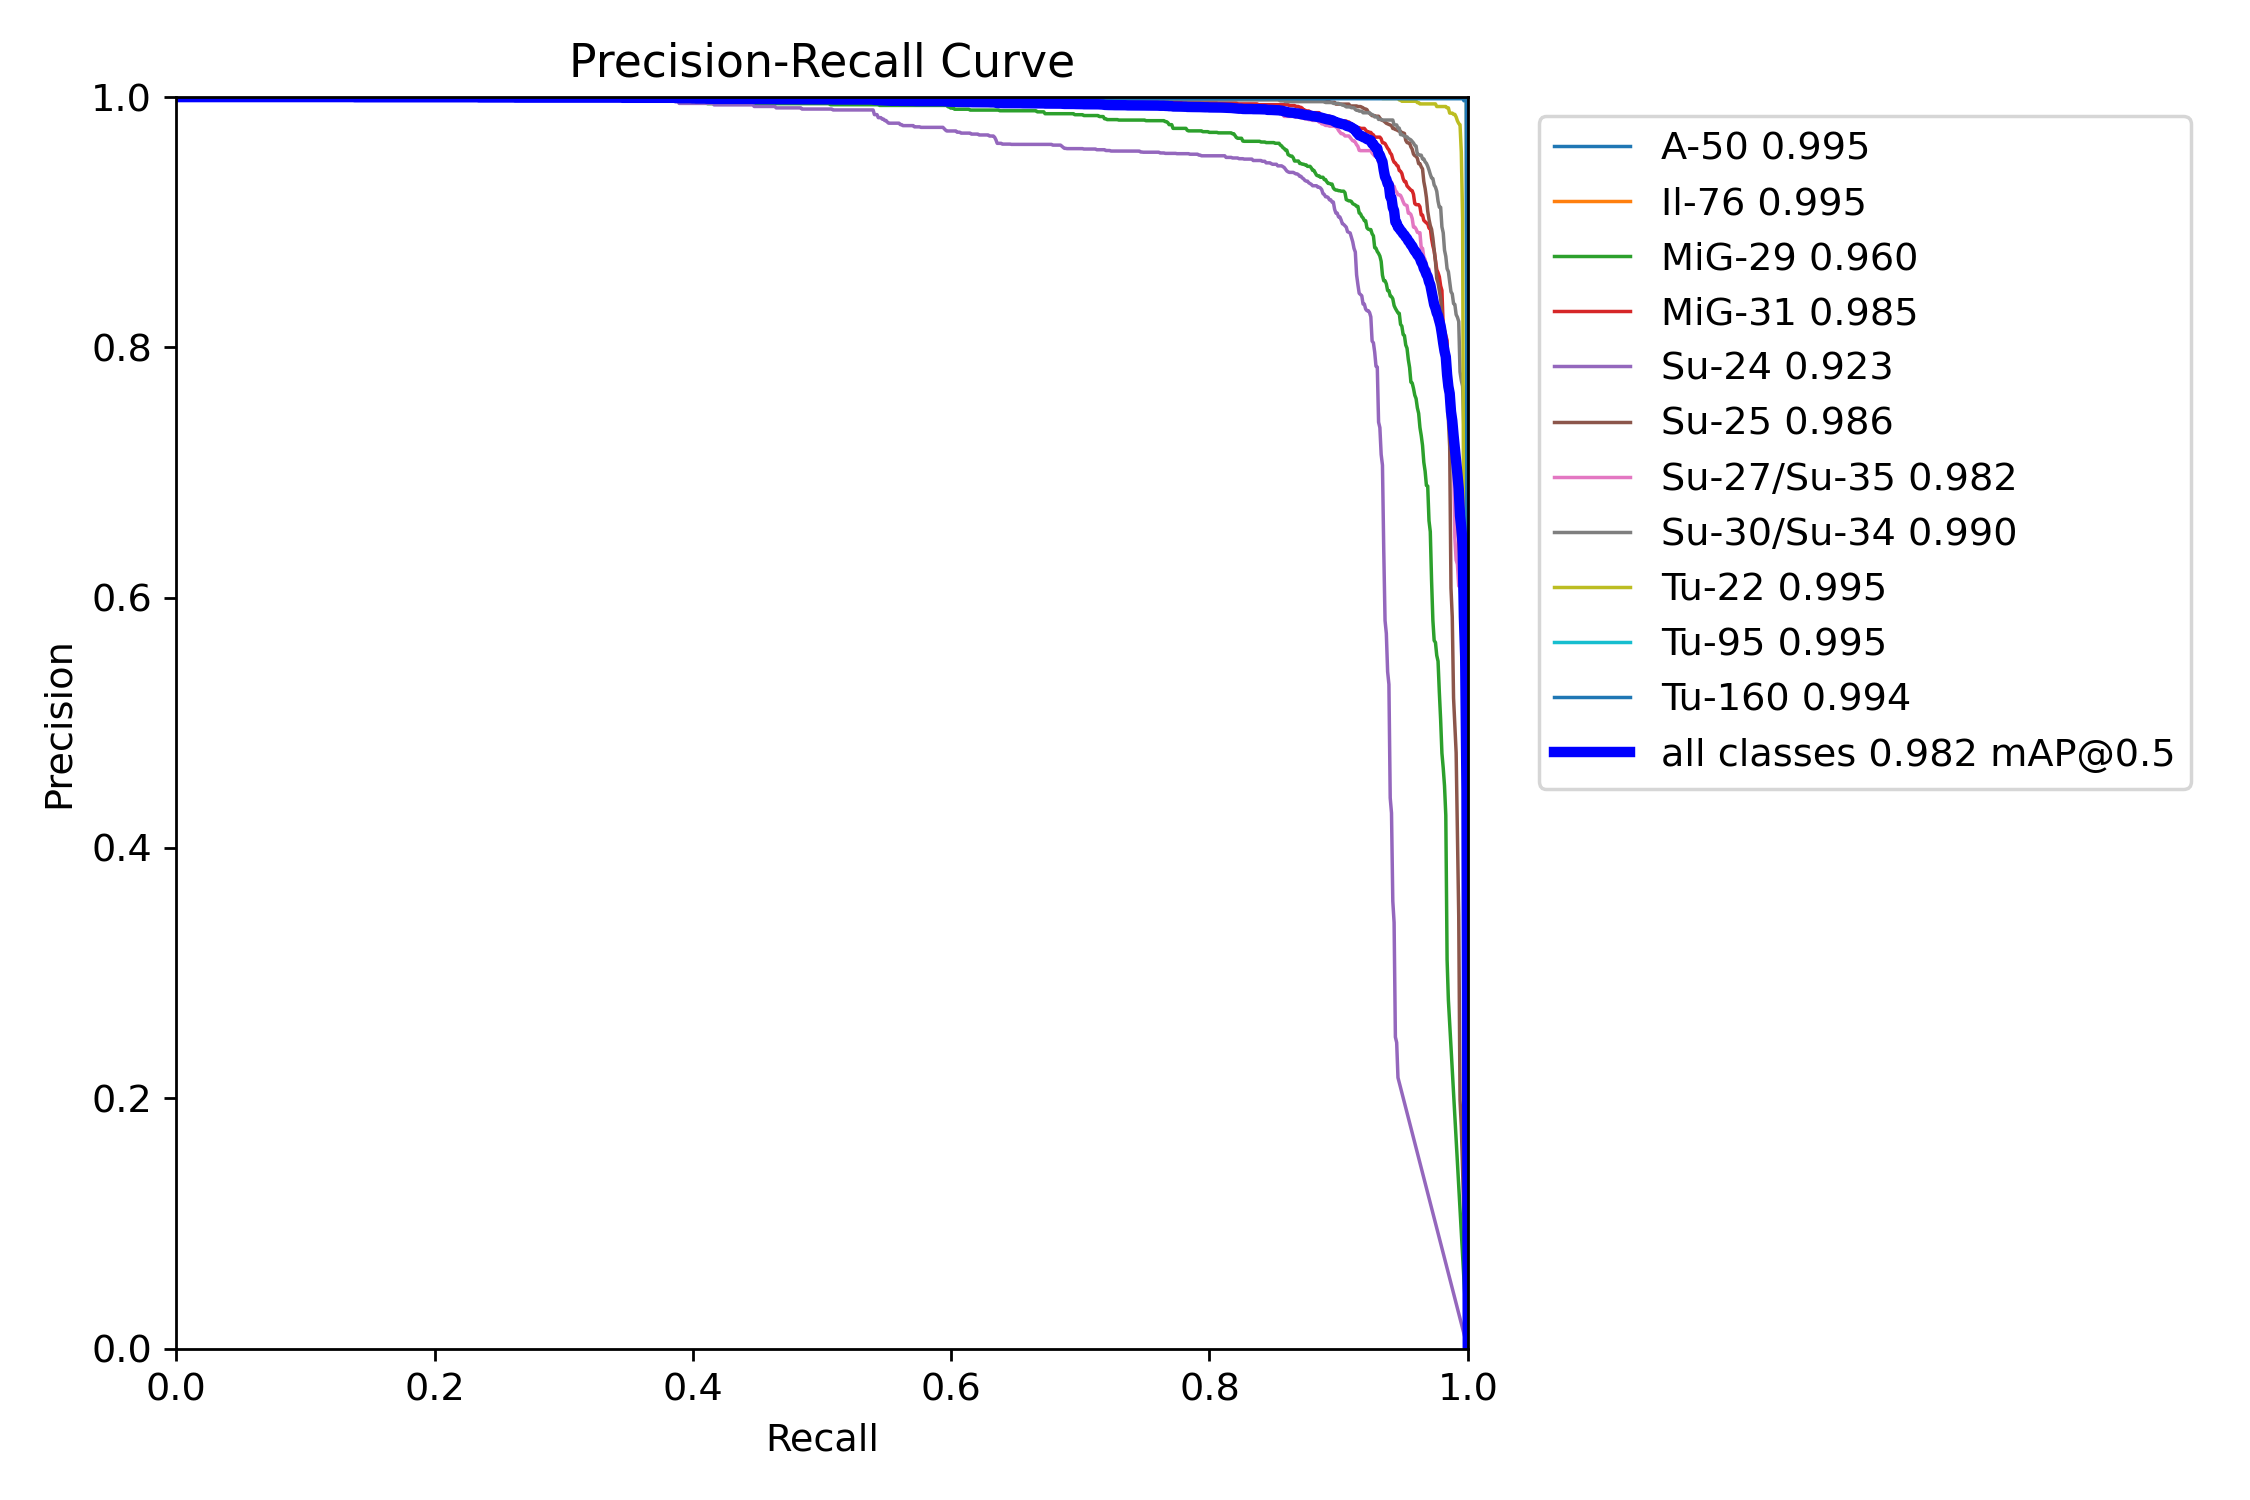 Precision-Recall Curve
1.0
0.8
0.6
0.4
0.2
0.0
Precision
0.0 0.2 0.4 0.6 0.8 1.0
Recall
A-50 0.995
Il-76 0.995
MiG-29 0.960
MiG-31 0.985
Su-24 0.923
Su-25 0.986
Su-27/Su-35 0.982
Su-30/Su-34 0.990
Tu-22 0.995
Tu-95 0.995
Tu-160 0.994
all classes 0.982 mAP@0.5